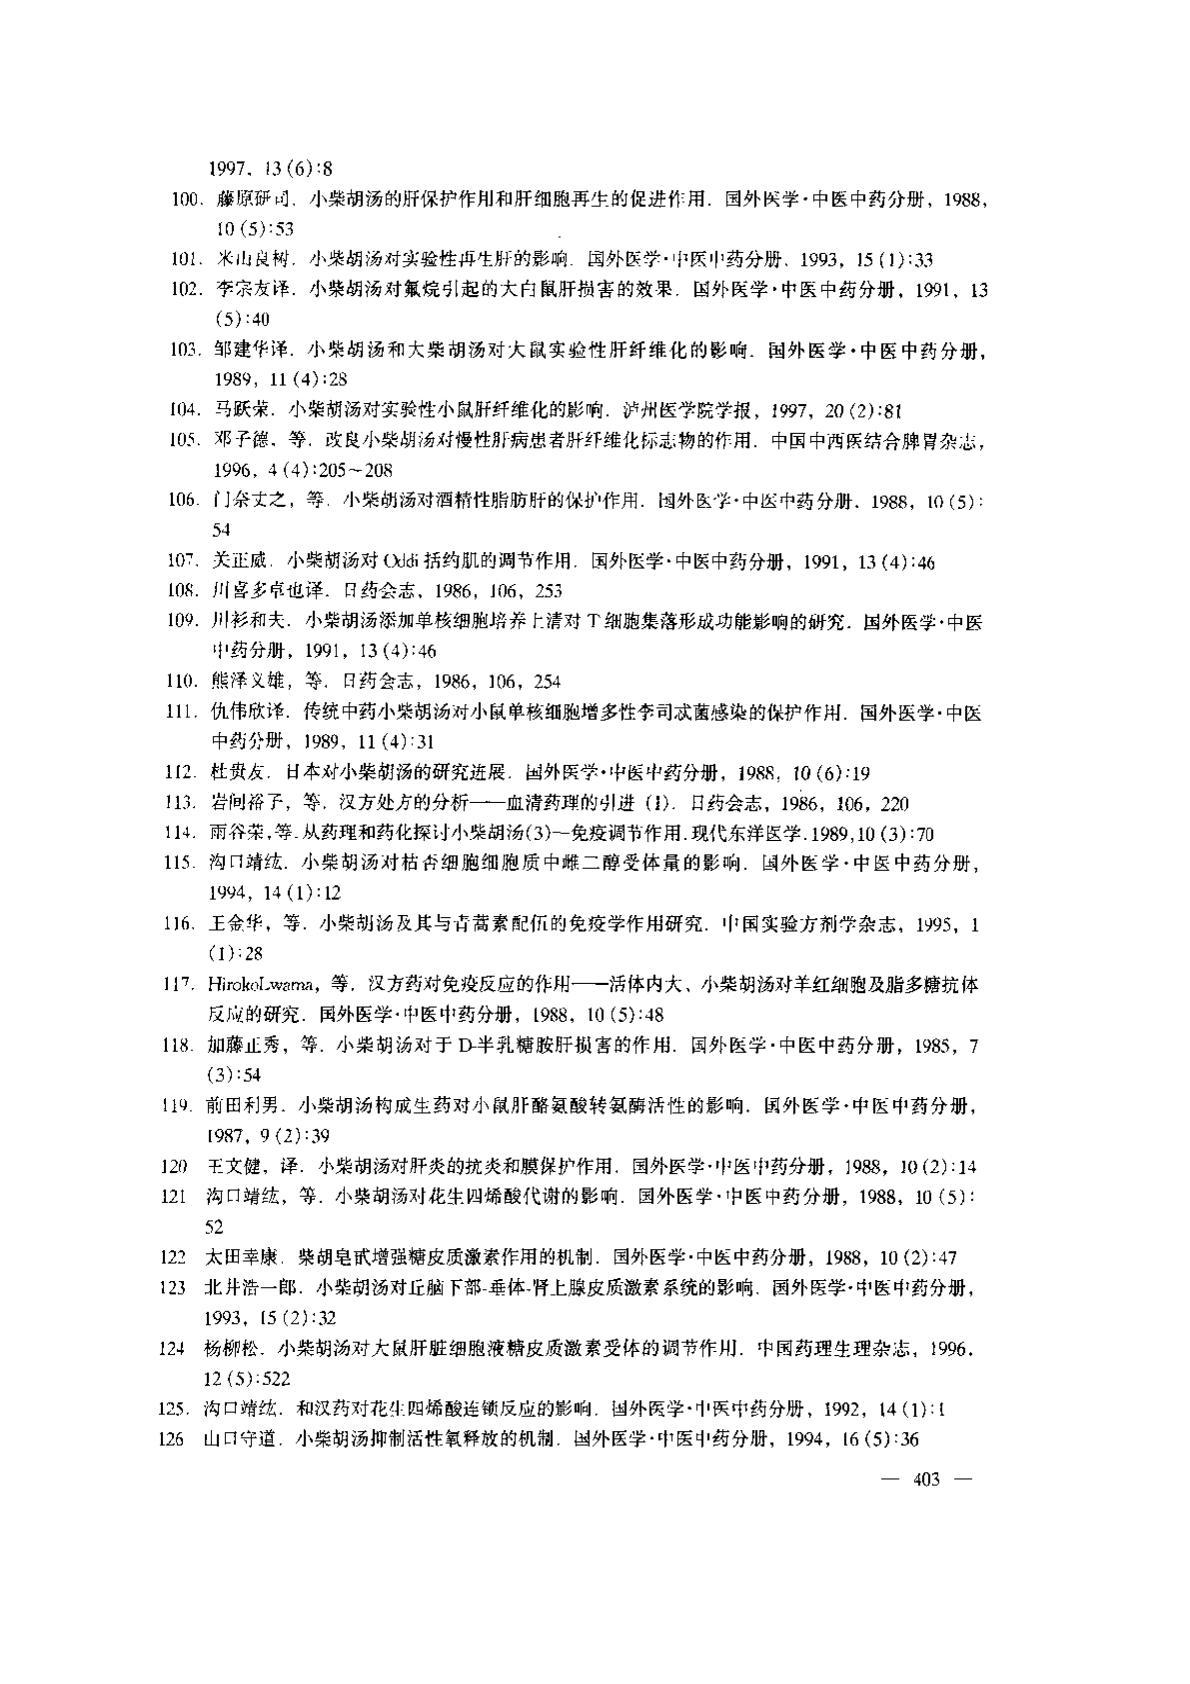 1997, 13 (6):8
100. 藤原研司. 小柴胡汤的肝保护作用和肝细胞再生的促进作用. 国外医学·中医中药分册, 1988,
10 (5):53
101. 米山良树. 小柴胡汤对实验性再生肝的影响. 国外医学·中医中药分册, 1993, 15 (1):33
102. 李宗友译. 小柴胡汤对氟烷引起的大白鼠肝损害的效果. 国外医学·中医中药分册, 1991, 13
(5):40
103. 邹建华译. 小柴胡汤和大柴胡汤对大鼠实验性肝纤维化的影响. 国外医学·中医中药分册,
1989, 11 (4):28
104. 马跃荣. 小柴胡汤对实验性小鼠肝纤维化的影响. 泸州医学院学报, 1997, 20 (2):81
105. 邓子德, 等. 改良小柴胡汤对慢性肝病患者肝纤维化标志物的作用. 中国中西医结合脾胃杂志,
1996, 4 (4):205~208
106. 门奈丈之, 等. 小柴胡汤对酒精性脂肪肝的保护作用. 国外医学·中医中药分册, 1988, 10 (5):
54
107. 关正威. 小柴胡汤对 Oddi 括约肌的调节作用. 国外医学·中医中药分册, 1991, 13 (4):46
108. 川喜多卓也译. 日药会志, 1986, 106, 253
109. 川衫和夫. 小柴胡汤添加单核细胞培养上清对 T 细胞集落形成功能影响的研究. 国外医学·中医
中药分册, 1991, 13 (4):46
110. 熊泽义雄, 等. 日药会志, 1986, 106, 254
111. 仇伟欣译. 传统中药小柴胡汤对小鼠单核细胞增多性李司忒菌感染的保护作用. 国外医学·中医
中药分册, 1989, 11 (4):31
112. 杜贵友. 日本对小柴胡汤的研究进展. 国外医学·中医中药分册, 1988, 10 (6):19
113. 岩间裕子, 等. 汉方处方的分析——血清药理的引进 (1). 日药会志, 1986, 106, 220
114. 雨谷荣,等.从药理和药化探讨小柴胡汤(3)—免疫调节作用.现代东洋医学.1989,10 (3):70
115. 沟口靖纮. 小柴胡汤对枯否细胞细胞质中雌二醇受体量的影响. 国外医学·中医中药分册,
1994, 14 (1):12
116. 王金华, 等. 小柴胡汤及其与青蒿素配伍的免疫学作用研究. 中国实验方剂学杂志, 1995, 1
(1):28
117. HirokoLwama, 等. 汉方药对免疫反应的作用——活体内大、小柴胡汤对羊红细胞及脂多糖抗体
反应的研究. 国外医学·中医中药分册, 1988, 10 (5):48
118. 加藤正秀, 等. 小柴胡汤对于 D-半乳糖胺肝损害的作用. 国外医学·中医中药分册, 1985, 7
(3):54
119. 前田利男. 小柴胡汤构成生药对小鼠肝酪氨酸转氨酶活性的影响. 国外医学·中医中药分册,
1987, 9 (2):39
120 王文健, 译. 小柴胡汤对肝炎的抗炎和膜保护作用. 国外医学·中医中药分册, 1988, 10 (2):14
121 沟口靖纮, 等. 小柴胡汤对花生四烯酸代谢的影响. 国外医学·中医中药分册, 1988, 10 (5):
52
122 太田幸康. 柴胡皂甙增强糖皮质激素作用的机制. 国外医学·中医中药分册, 1988, 10 (2):47
123 北井浩一郎. 小柴胡汤对丘脑下部-垂体-肾上腺皮质激素系统的影响. 国外医学·中医中药分册,
1993, 15 (2):32
124 杨柳松. 小柴胡汤对大鼠肝脏细胞液糖皮质激素受体的调节作用. 中国药理生理杂志, 1996.
12 (5):522
125. 沟口靖纮. 和汉药对花生四烯酸连锁反应的影响. 国外医学·中医中药分册, 1992, 14 (1):1
126 山口守道. 小柴胡汤抑制活性氧释放的机制. 国外医学·中医中药分册, 1994, 16 (5):36
— 403 —